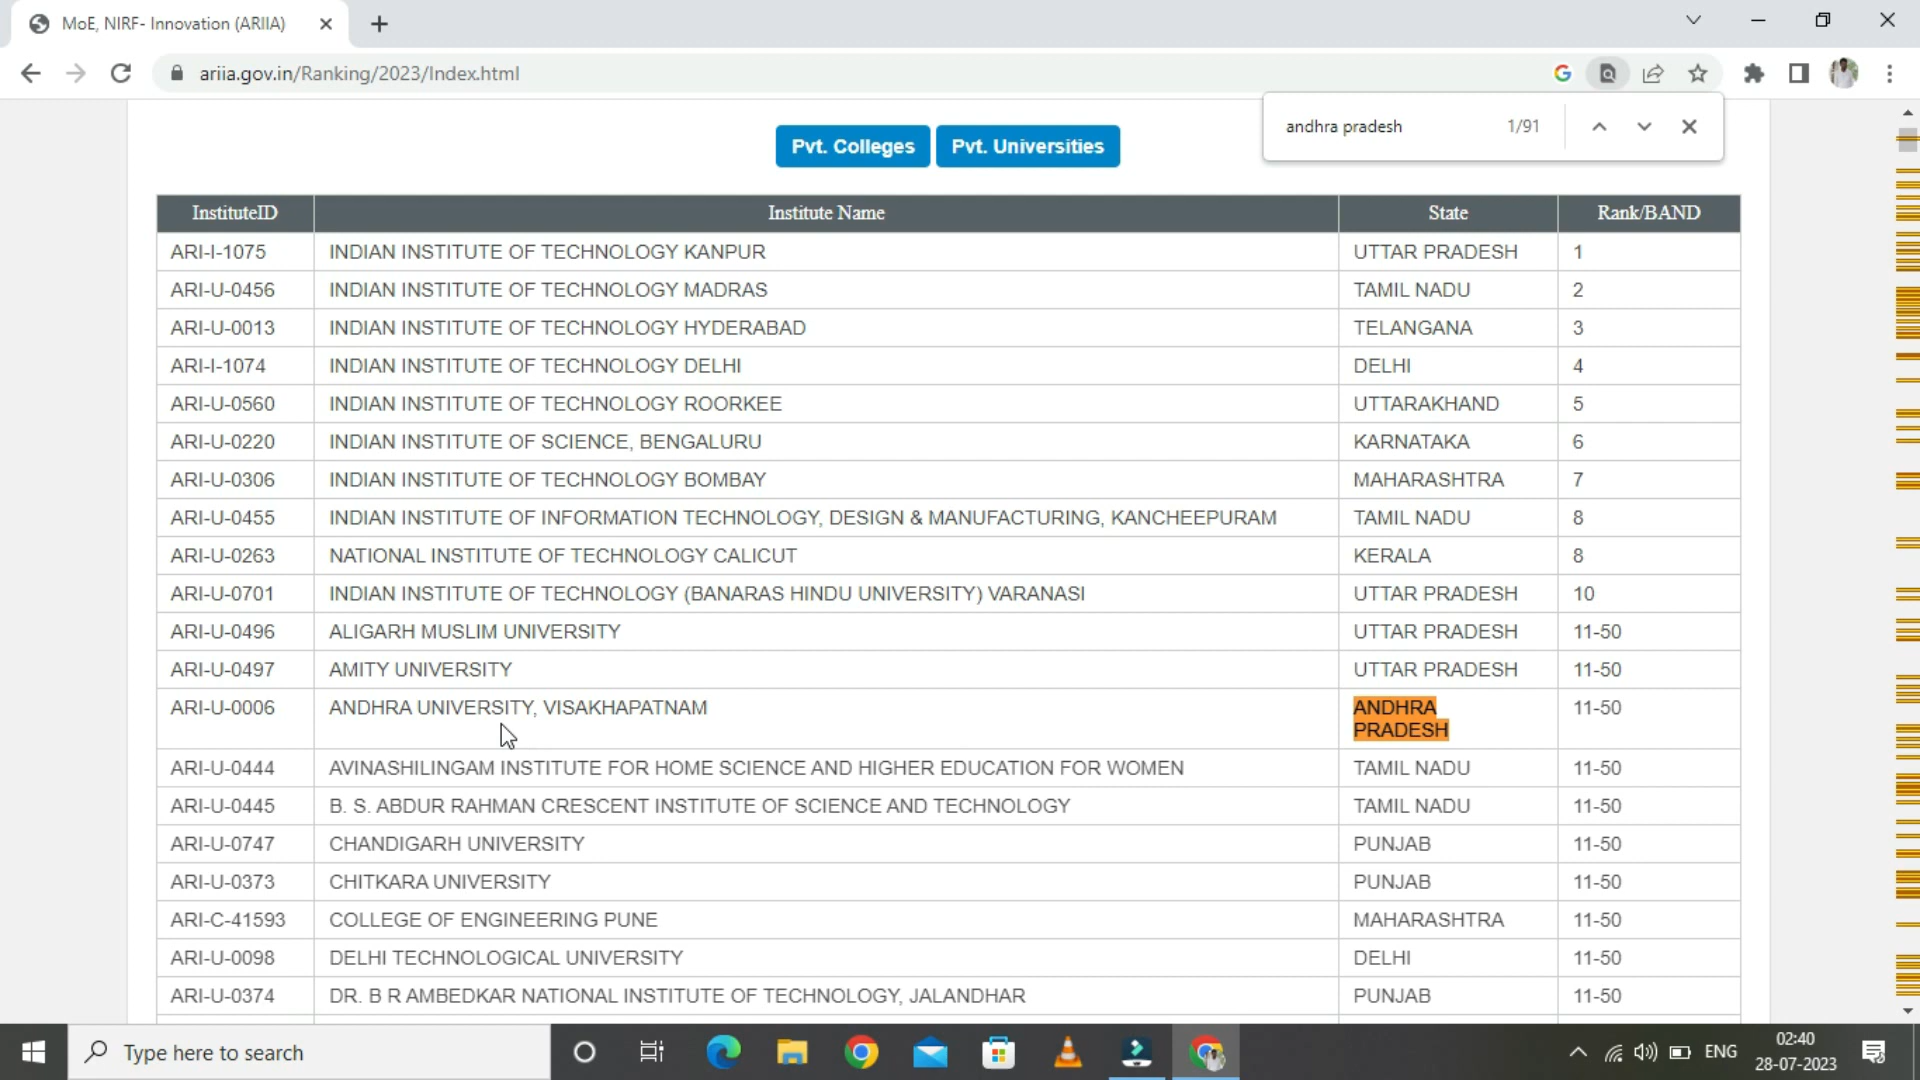 MoE, NIRF- Innovation (ARIIA)
ariia.gov.in/Ranking/2023/Index.html
andhra pradesh 1/91
Pvt. Colleges Pvt. Universities
InstituteID Institute Name State Rank/BAND
ARI-I-1075 INDIAN INSTITUTE OF TECHNOLOGY KANPUR UTTAR PRADESH 1
ARI-U-0456 INDIAN INSTITUTE OF TECHNOLOGY MADRAS TAMIL NADU 2
ARI-U-0013 INDIAN INSTITUTE OF TECHNOLOGY HYDERABAD TELANGANA 3
ARI-I-1074 INDIAN INSTITUTE OF TECHNOLOGY DELHI DELHI 4
ARI-U-0560 INDIAN INSTITUTE OF TECHNOLOGY ROORKEE UTTARAKHAND 5
ARI-U-0220 INDIAN INSTITUTE OF SCIENCE, BENGALURU KARNATAKA 6
ARI-U-0306 INDIAN INSTITUTE OF TECHNOLOGY BOMBAY MAHARASHTRA 7
ARI-U-0455 INDIAN INSTITUTE OF INFORMATION TECHNOLOGY, DESIGN & MANUFACTURING, KANCHEEPURAM TAMIL NADU 8
ARI-U-0263 NATIONAL INSTITUTE OF TECHNOLOGY CALICUT KERALA 8
ARI-U-0701 INDIAN INSTITUTE OF TECHNOLOGY (BANARAS HINDU UNIVERSITY) VARANASI UTTAR PRADESH 10
ARI-U-0496 ALIGARH MUSLIM UNIVERSITY UTTAR PRADESH 11-50
ARI-U-0497 AMITY UNIVERSITY UTTAR PRADESH 11-50
ARI-U-0006 ANDHRA UNIVERSITY, VISAKHAPATNAM ANDHRA 11-50
PRADESH
ARI-U-0444 AVINASHILINGAM INSTITUTE FOR HOME SCIENCE AND HIGHER EDUCATION FOR WOMEN TAMIL NADU 11-50
ARI-U-0445 B. S. ABDUR RAHMAN CRESCENT INSTITUTE OF SCIENCE AND TECHNOLOGY TAMIL NADU 11-50
ARI-U-0747 CHANDIGARH UNIVERSITY PUNJAB 11-50
ARI-U-0373 CHITKARA UNIVERSITY PUNJAB 11-50
ARI-C-41593 COLLEGE OF ENGINEERING PUNE MAHARASHTRA 11-50
ARI-U-0098 DELHI TECHNOLOGICAL UNIVERSITY DELHI 11-50
ARI-U-0374 DR. B R AMBEDKAR NATIONAL INSTITUTE OF TECHNOLOGY, JALANDHAR PUNJAB 11-50
Type here to search ENG 02:40
28-07-2023